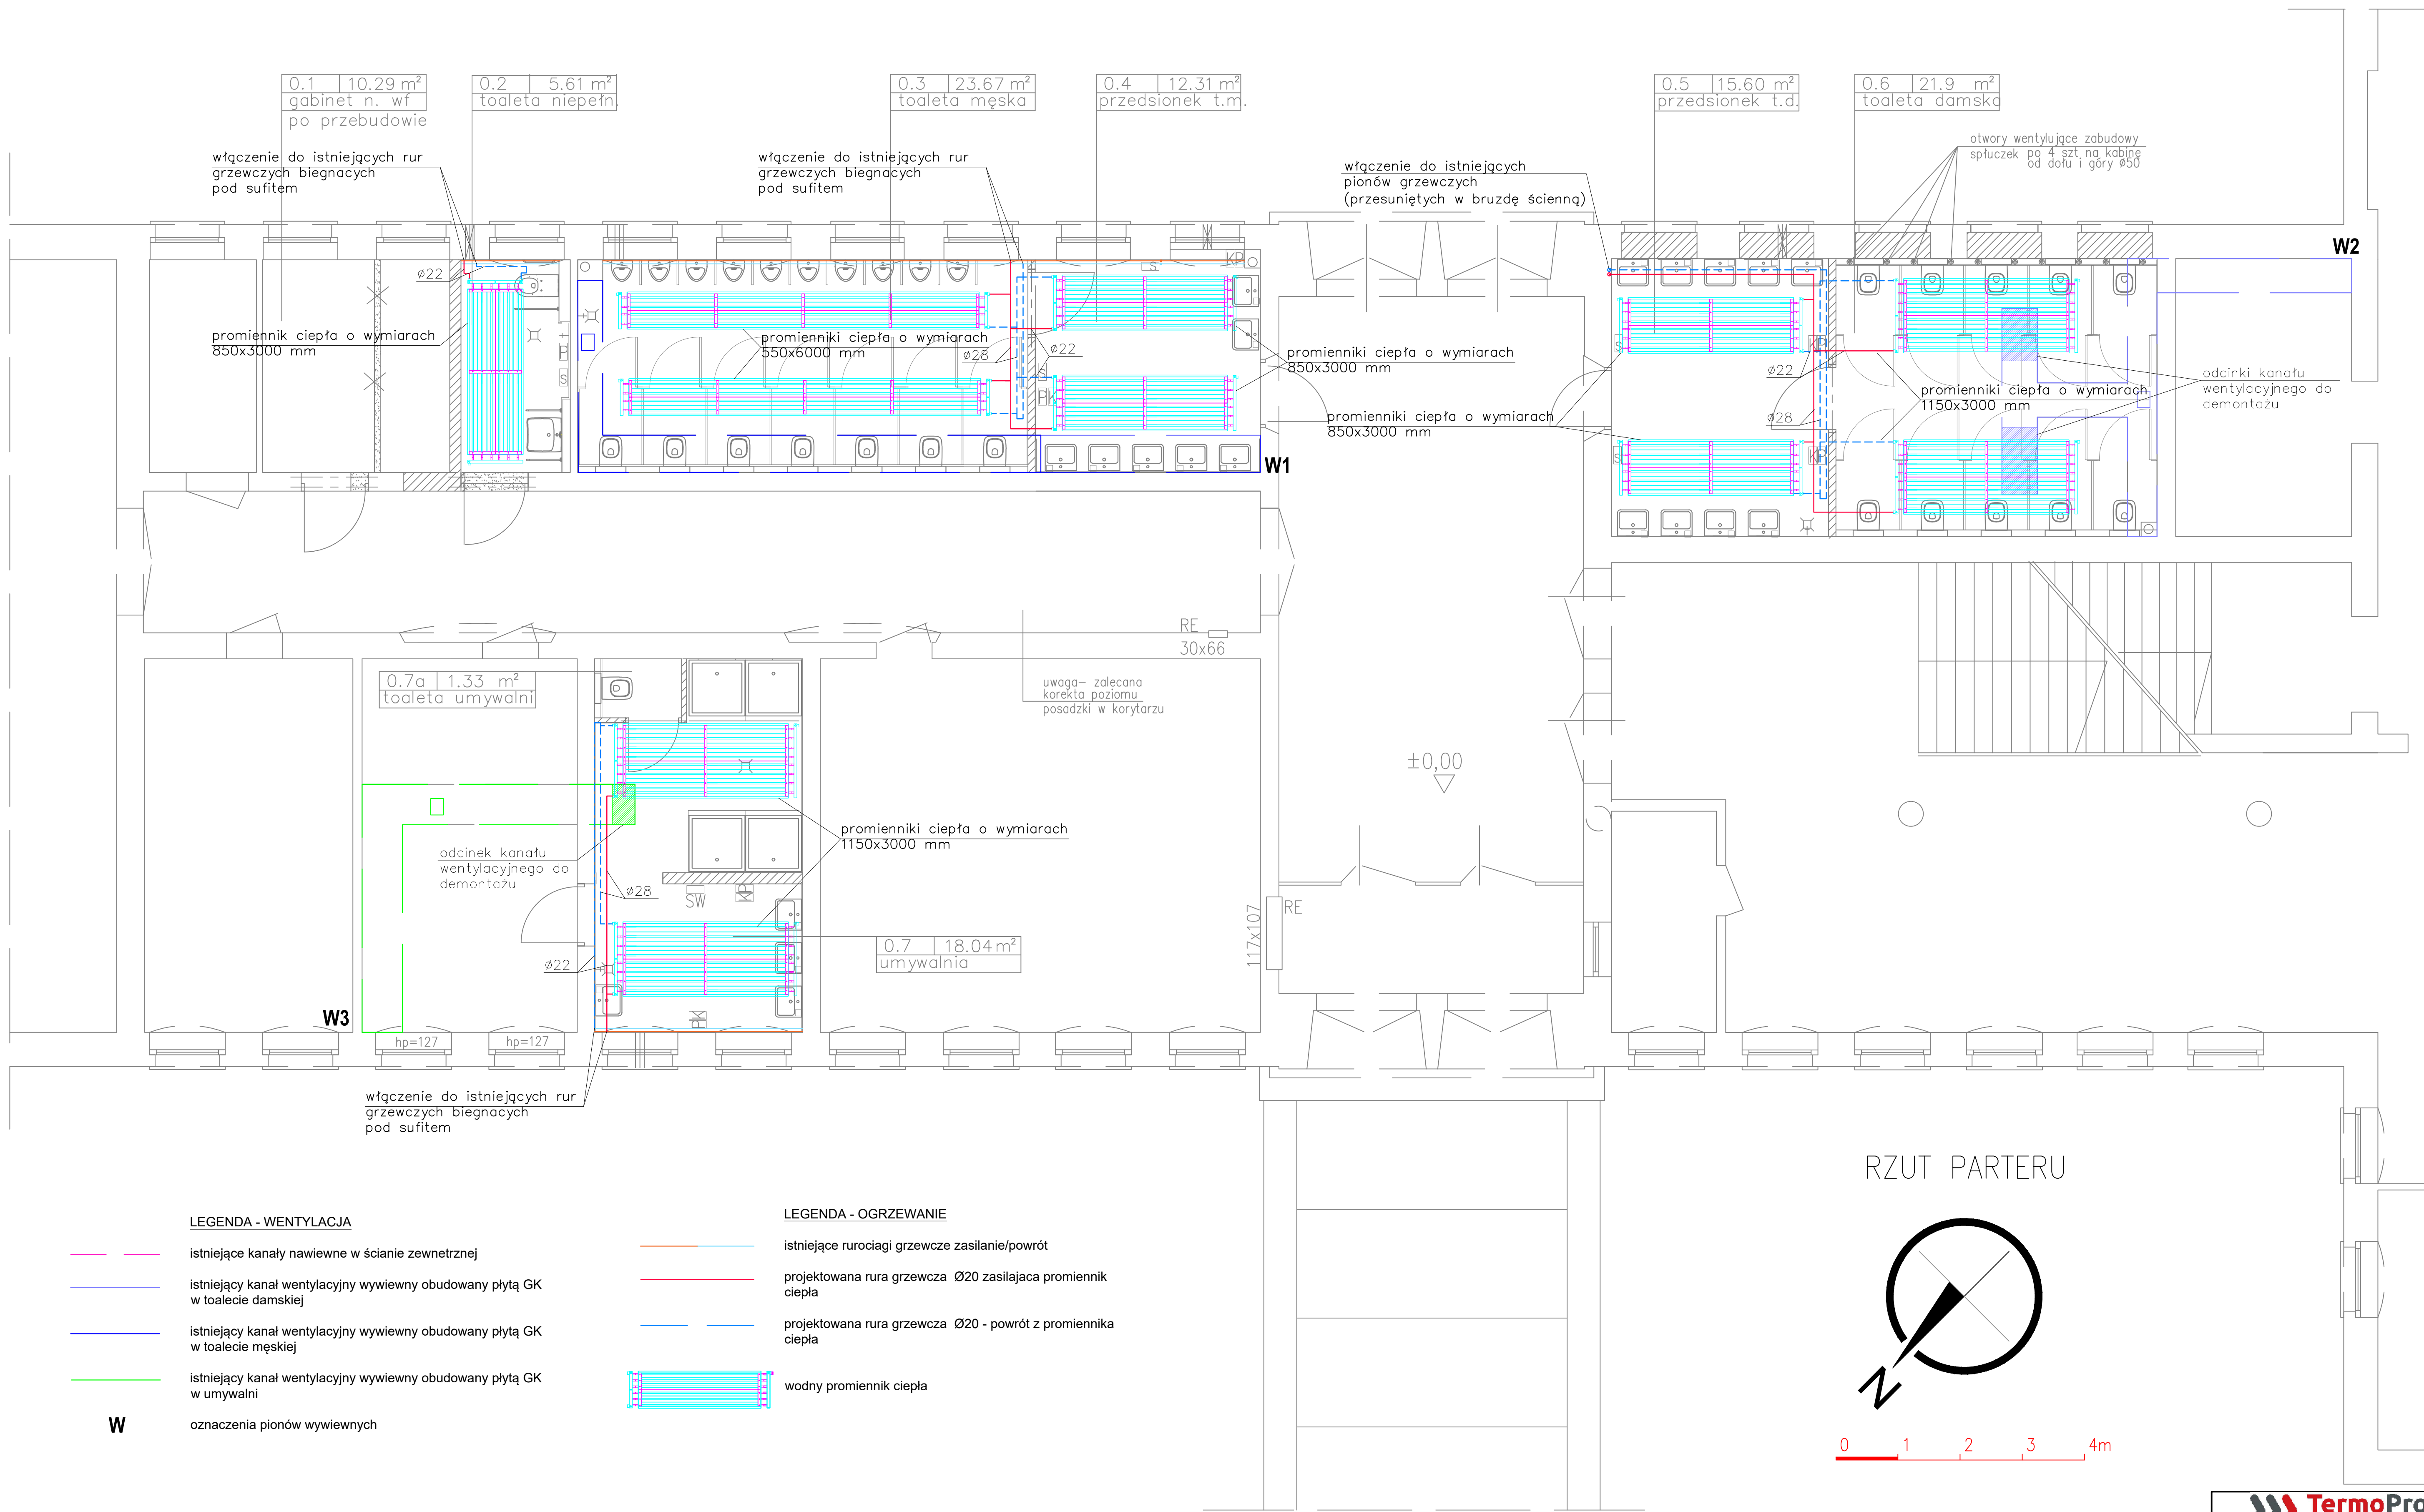 0.1 10.29 m²
gabinet n. wf
po przebudowie
0.2 5.61 m²
toaleta niepełn.
0.3 23.67 m²
toaleta męska
0.4 12.31 m²
przedsionek t.m.
0.5 15.60 m²
przedsionek t.d.
0.6 21.9 m²
toaleta damska
otwory wentylujące zabudowy
spłuczek po 4 szt na kabinę
od dołu i góry ø50
włączenie do istniejących rur
grzewczych biegnacych
pod sufitem
włączenie do istniejących rur
grzewczych biegnacych
pod sufitem
włączenie do istniejących
pionów grzewczych
(przesuniętych w bruzdę ścienną)
W2
KP
S
ø22
promiennik ciepła o wymiarach
850x3000 mm
P
S
promienniki ciepła o wymiarach
550x6000 mm
ø28
ø22
S
PK
promienniki ciepła o wymiarach
850x3000 mm
promienniki ciepła o wymiarach
850x3000 mm
S
KP
ø22
ø28
S
KP
promienniki ciepła o wymiarach
1150x3000 mm
odcinki kanału
wentylacyjnego do
demontażu
W1
RE
30x66
0.7a 1.33 m²
toaleta umywalni
uwaga– zalecana
korekta poziomu
posadzki w korytarzu
±0,00
promienniki ciepła o wymiarach
1150x3000 mm
odcinek kanału
wentylacyjnego do
demontażu
ø28
SW
KP
RE
117x107
0.7 18.04 m²
umywalnia
ø22
W3
PK
hp=127
hp=127
włączenie do istniejących rur
grzewczych biegnacych
pod sufitem
RZUT PARTERU
N
0 1 2 3 4m
LEGENDA - WENTYLACJA
istniejące kanały nawiewne w ścianie zewnetrznej
istniejący kanał wentylacyjny wywiewny obudowany płytą GK
w toalecie damskiej
istniejący kanał wentylacyjny wywiewny obudowany płytą GK
w toalecie męskiej
istniejący kanał wentylacyjny wywiewny obudowany płytą GK
w umywalni
W oznaczenia pionów wywiewnych
LEGENDA - OGRZEWANIE
istniejące rurociagi grzewcze zasilanie/powrót
projektowana rura grzewcza Ø20 zasilajaca promiennik
ciepła
projektowana rura grzewcza Ø20 - powrót z promiennika
ciepła
wodny promiennik ciepła
TermoPro